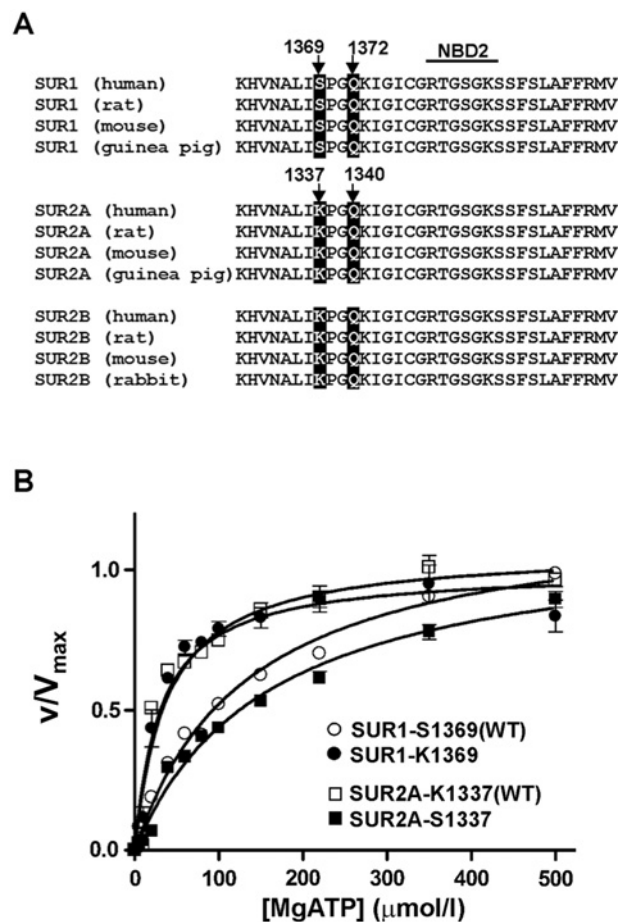 A
1369 1372 NBD2
SUR1 (human) KHVNALISPGQKIGICGRTGSGKSSFSLAFFRMV
SUR1 (rat) KHVNALISPGQKIGICGRTGSGKSSFSLAFFRMV
SUR1 (mouse) KHVNALISPGQKIGICGRTGSGKSSFSLAFFRMV
SUR1 (guinea pig) KHVNALISPGQKIGICGRTGSGKSSFSLAFFRMV
1337 1340
SUR2A (human) KHVNALIKPGQKIGICGRTGSGKSSFSLAFFRMV
SUR2A (rat) KHVNALIKPGQKIGICGRTGSGKSSFSLAFFRMV
SUR2A (mouse) KHVNALIKPGQKIGICGRTGSGKSSFSLAFFRMV
SUR2A (guinea pig) KHVNALIKPGQKIGICGRTGSGKSSFSLAFFRMV
SUR2B (human) KHVNALIKPGQKIGICGRTGSGKSSFSLAFFRMV
SUR2B (rat) KHVNALIKPGQKIGICGRTGSGKSSFSLAFFRMV
SUR2B (mouse) KHVNALIKPGQKIGICGRTGSGKSSFSLAFFRMV
SUR2B (rabbit) KHVNALIKPGQKIGICGRTGSGKSSFSLAFFRMV
B
v/Vmax
1.0
0.5
0.0
SUR1-S1369(WT)
SUR1-K1369
SUR2A-K1337(WT)
SUR2A-S1337
0 100 200 300 400 500
[MgATP] (μmol/l)